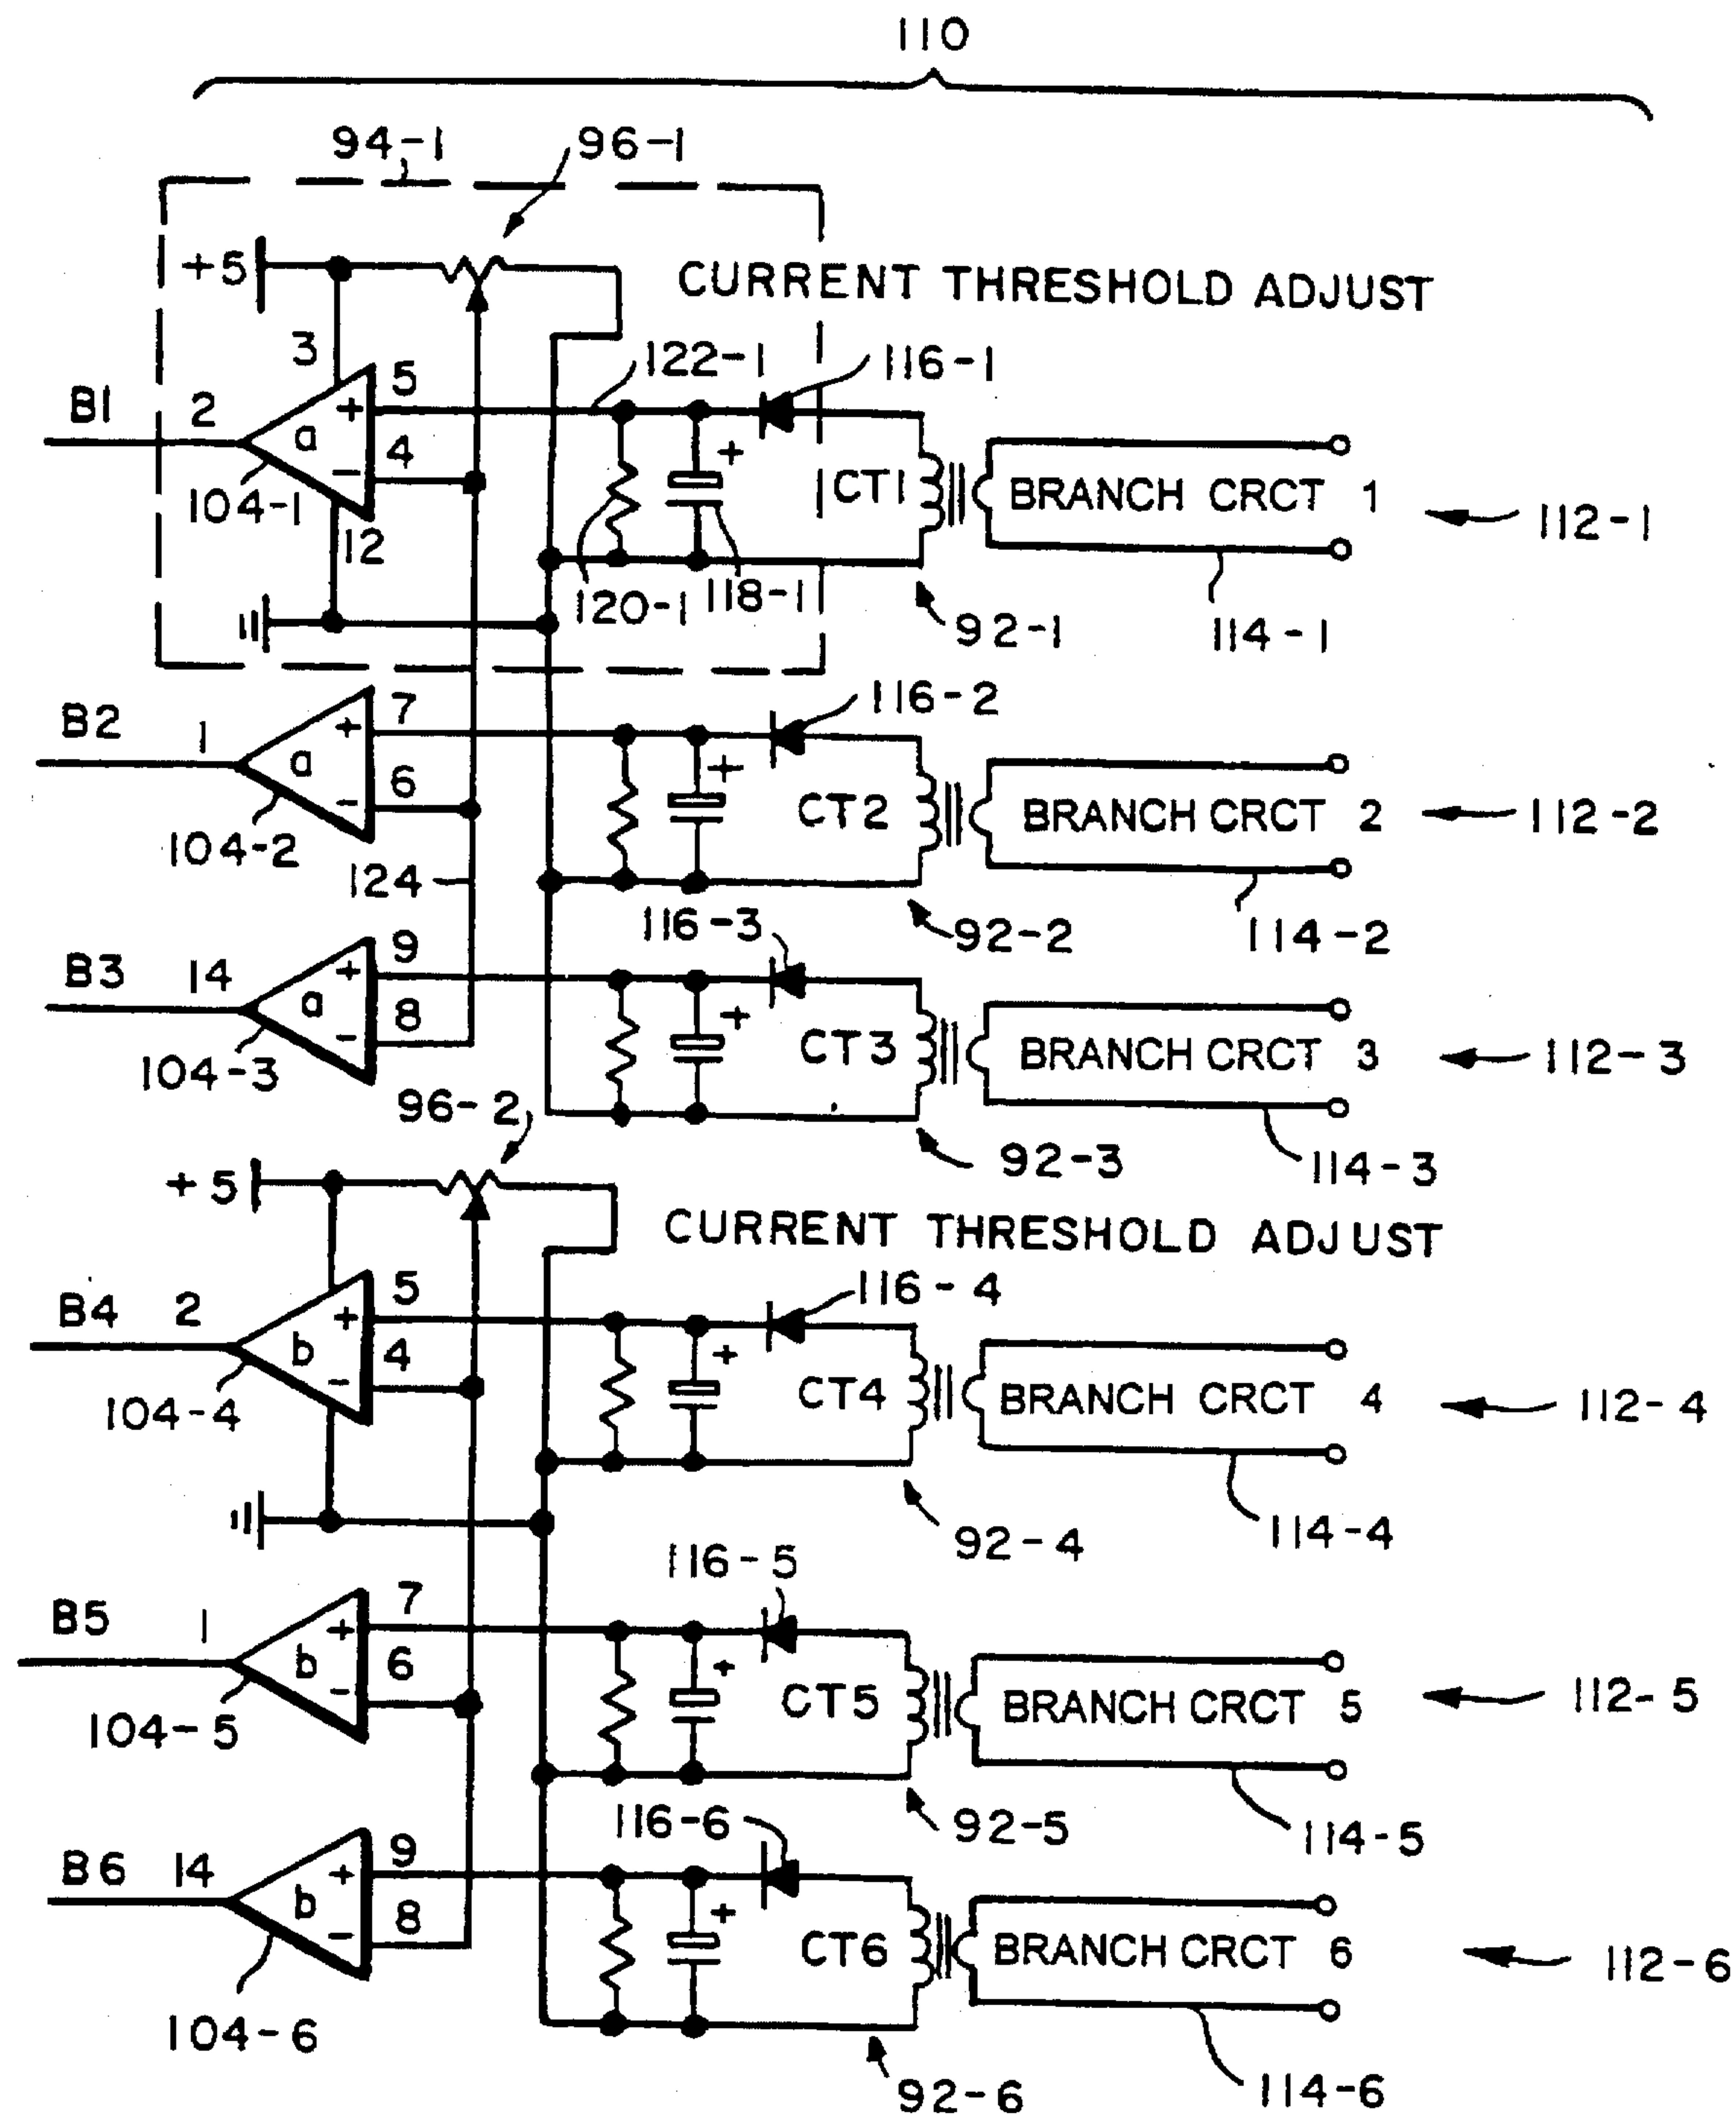 110
94-1 96-1
+5 CURRENT THRESHOLD ADJUST
3 5 122-1 116-1
B1 2 a + 4 −
104-1 + CT1 BRANCH CRCT 1 112-1
12 120-1 118-1 92-1 114-1
B2 1 a + − 7 6 116-2
104-2 + CT2 BRANCH CRCT 2 112-2
124 116-3 92-2 114-2
B3 14 a + − 9 8
104-3 + CT3 BRANCH CRCT 3 112-3
96-2 92-3 114-3
+5 CURRENT THRESHOLD ADJUST
B4 2 b + − 5 4 116-4
104-4 + CT4 BRANCH CRCT 4 112-4
116-5 92-4 114-4
B5 1 b + − 7 6
104-5 + CT5 BRANCH CRCT 5 112-5
116-6 92-5 114-5
B6 14 b + − 9 8
104-6 + CT6 BRANCH CRCT 6 112-6
92-6 114-6